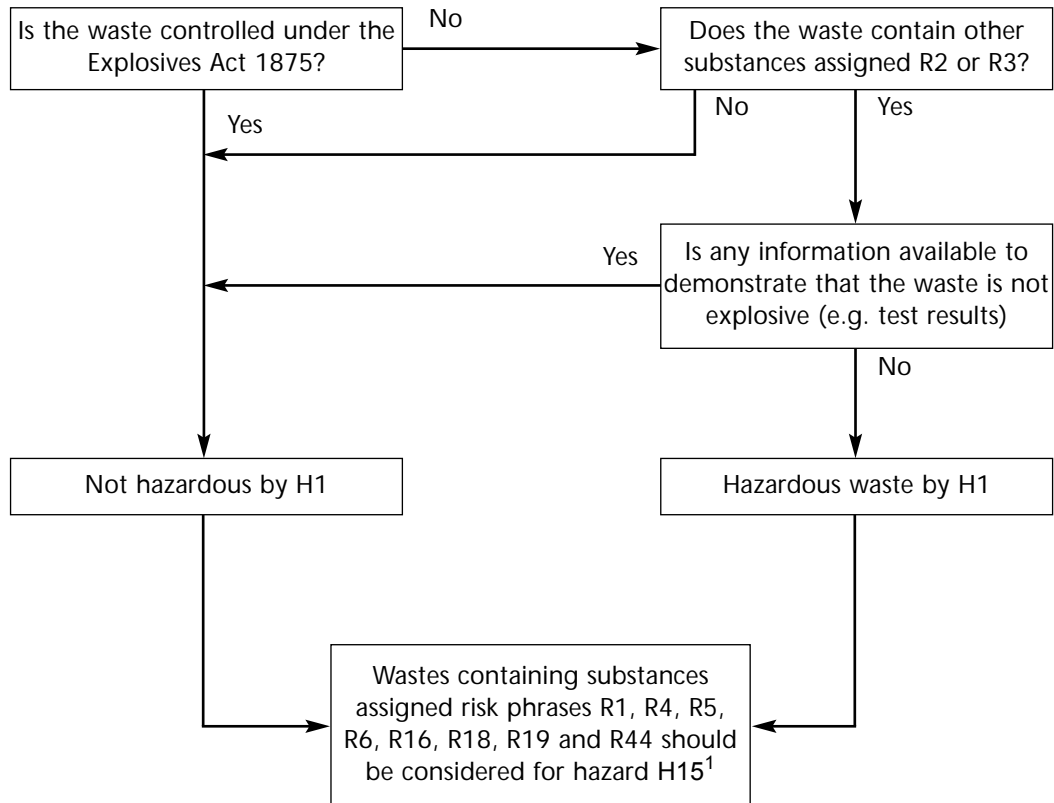 Is the waste controlled under the
Explosives Act 1875?
No
Does the waste contain other
substances assigned R2 or R3?
Yes
No
Yes
Yes
Is any information available to
demonstrate that the waste is not
explosive (e.g. test results)
No
Not hazardous by H1
Hazardous waste by H1
Wastes containing substances
assigned risk phrases R1, R4, R5,
R6, R16, R18, R19 and R44 should
be considered for hazard H15¹